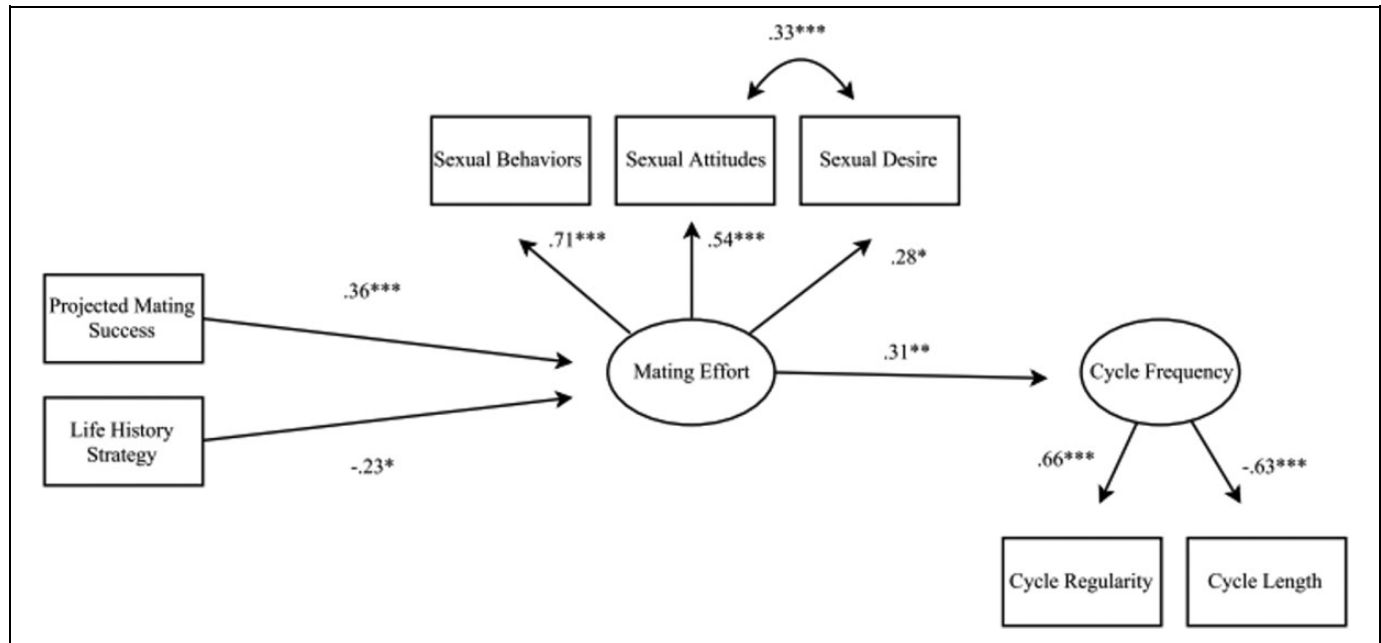 .33***
Sexual Behaviors
Sexual Attitudes
Sexual Desire
.71***
.54***
.28*
Projected Mating
Success
.36***
Life History
Strategy
-.23*
Mating Effort
.31**
Cycle Frequency
.66***
-.63***
Cycle Regularity
Cycle Length